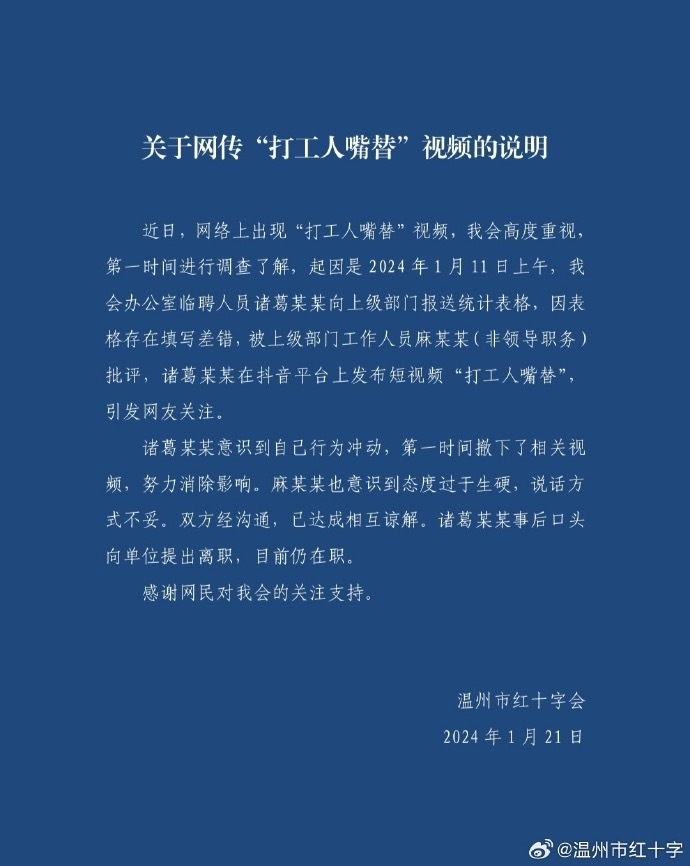 关于网传“打工人嘴替”视频的说明
近日，网络上出现“打工人嘴替”视频，我会高度重视，
第一时间进行调查了解，起因是 2024 年 1 月 11 日上午，我
会办公室临聘人员诸葛某某向上级部门报送统计表格，因表
格存在填写差错，被上级部门工作人员麻某某（非领导职务）
批评，诸葛某某在抖音平台上发布短视频“打工人嘴替”，
引发网友关注。
诸葛某某意识到自己行为冲动，第一时间撤下了相关视
频，努力消除影响。麻某某也意识到态度过于生硬，说话方
式不妥。双方经沟通，已达成相互谅解。诸葛某某事后口头
向单位提出离职，目前仍在职。
感谢网民对我会的关注支持。
温州市红十字会
2024 年 1 月 21 日
@温州市红十字